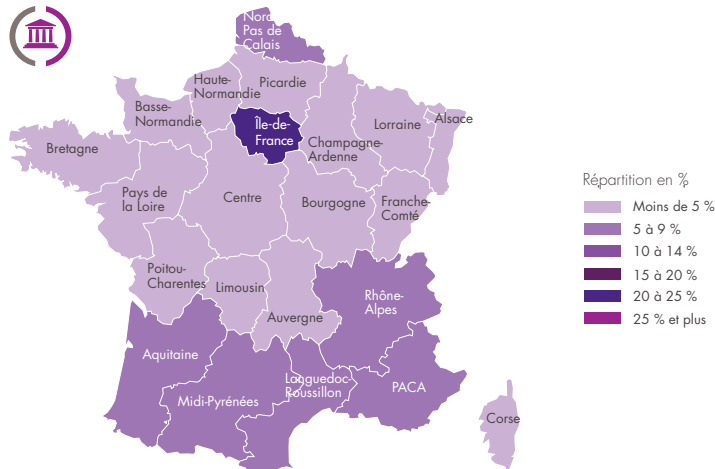 Nord
Pas de
Calais
Haute-
Normandie
Picardie
Basse-
Normandie
Île-de-
France
Champagne-
Ardenne
Lorraine
Alsace
Bretagne
Pays de
la Loire
Centre
Bourgogne
Franche-
Comté
Poitou-
Charentes
Limousin
Auvergne
Rhône-
Alpes
Aquitaine
Midi-Pyrénées
Languedoc-
Roussillon
PACA
Corse
Répartition en %
Moins de 5 %
5 à 9 %
10 à 14 %
15 à 20 %
20 à 25 %
25 % et plus